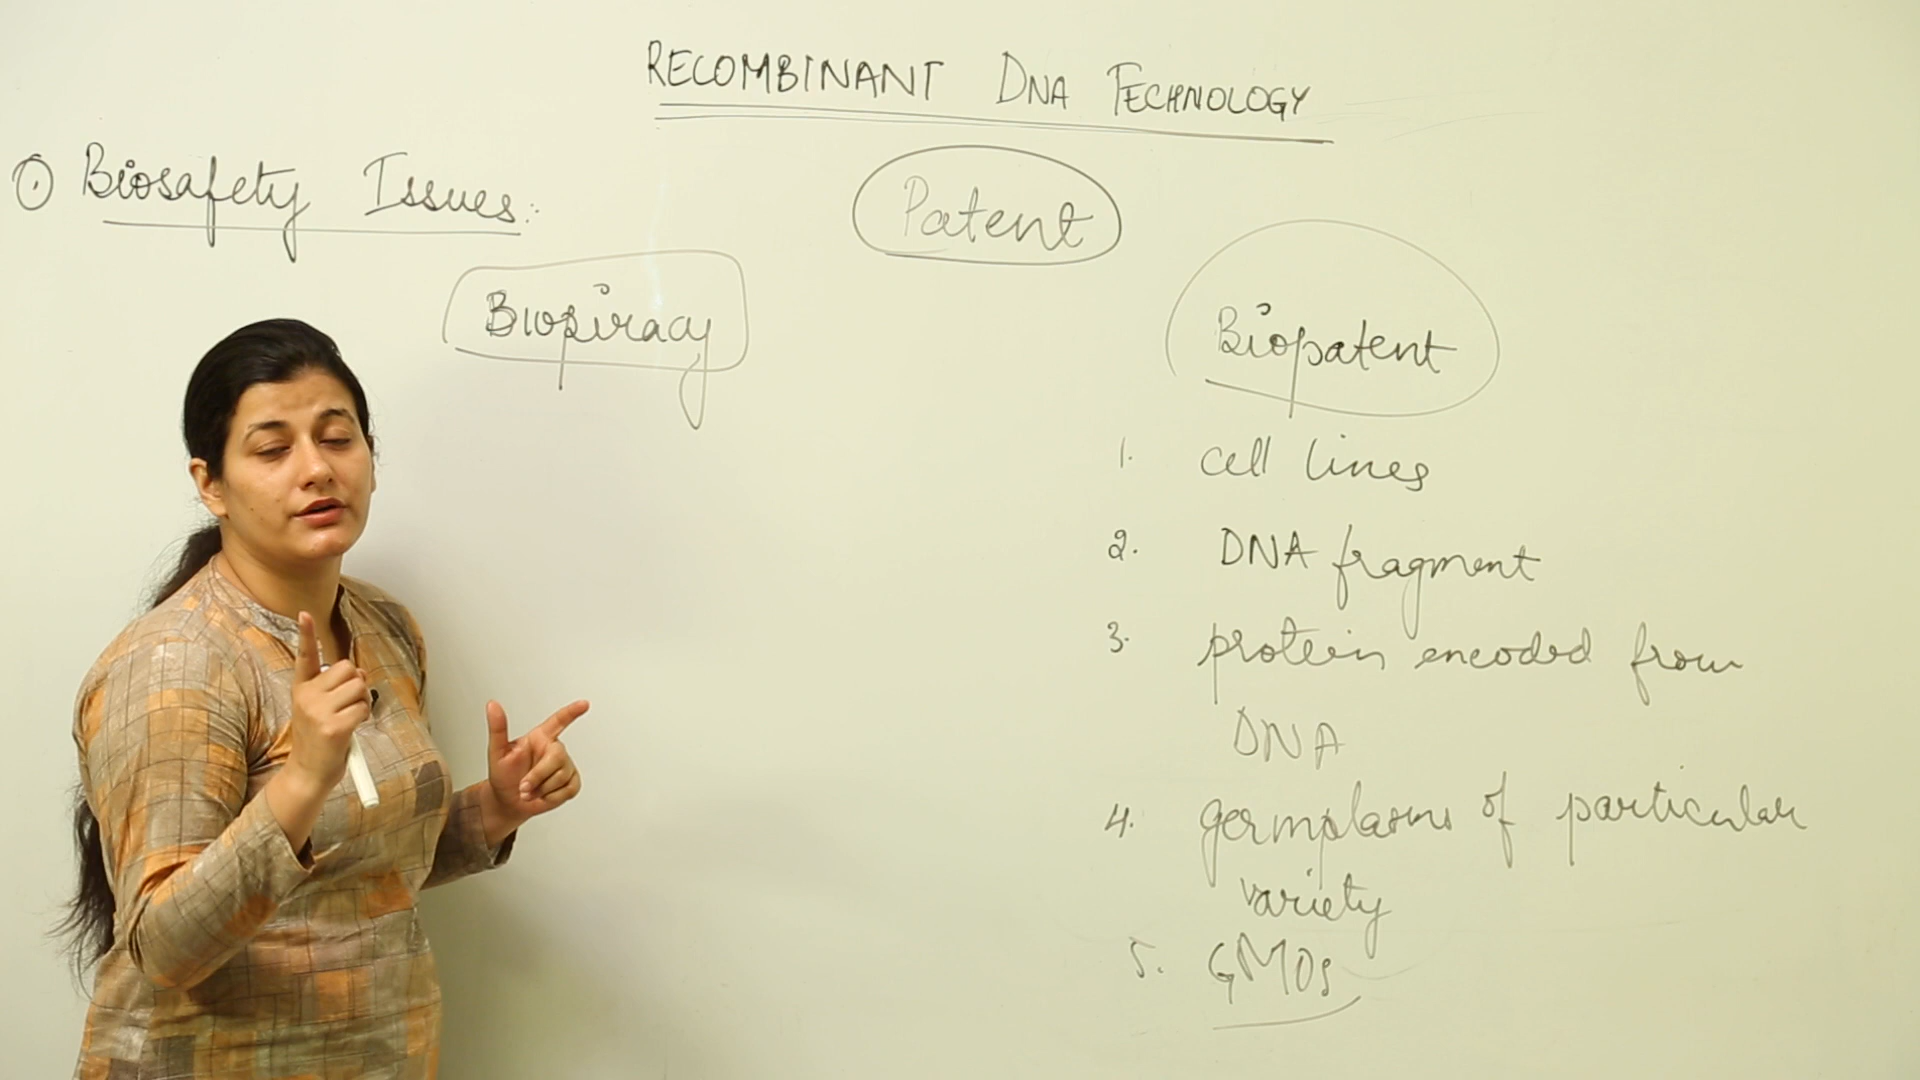 RECOMBINANT DNA TECHNOLOGY
① Biosafety Issues:
Patent
Biopiracy
Biopatent
1. cell lines
2. DNA fragment
3. protein encoded from
DNA
4. germplasms of particular
variety
5. GMOs